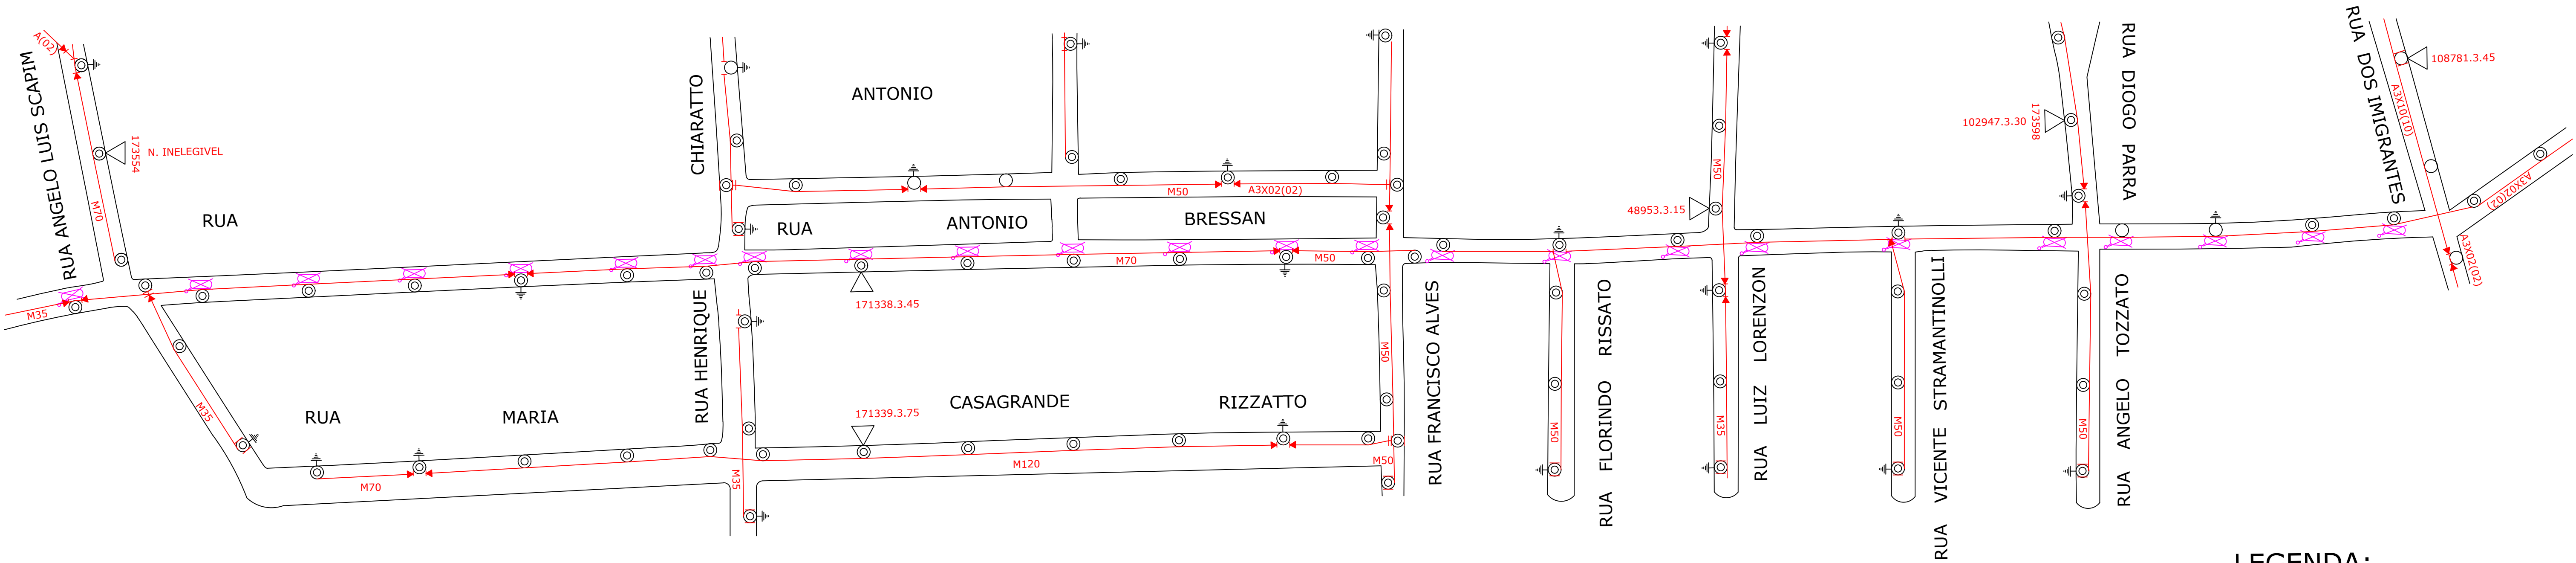 A(02)
RUA ANGELO LUIS SCAPIM
173554
N. INELEGIVEL
M70
RUA
M35
M35
RUA MARIA
M70
CHIARATTO
RUA HENRIQUE
M35
ANTONIO
M50
A3X02(02)
RUA ANTONIO BRESSAN
M70
M50
171338.3.45
171339.3.75
CASAGRANDE RIZZATTO
M120
M50
M50
RUA FRANCISCO ALVES
M50
RUA FLORINDO RISSATO
M50
48953.3.15
M35
RUA LUIZ LORENZON
M50
RUA VICENTE STRAMANTINOLLI
102947.3.30
173598
M50
RUA DIOGO PARRA
RUA ANGELO TOZZATO
RUA DOS IMIGRANTES
A3X10(10)
108781.3.45
A3X02(02)
A3X02(02)
LEGENDA: